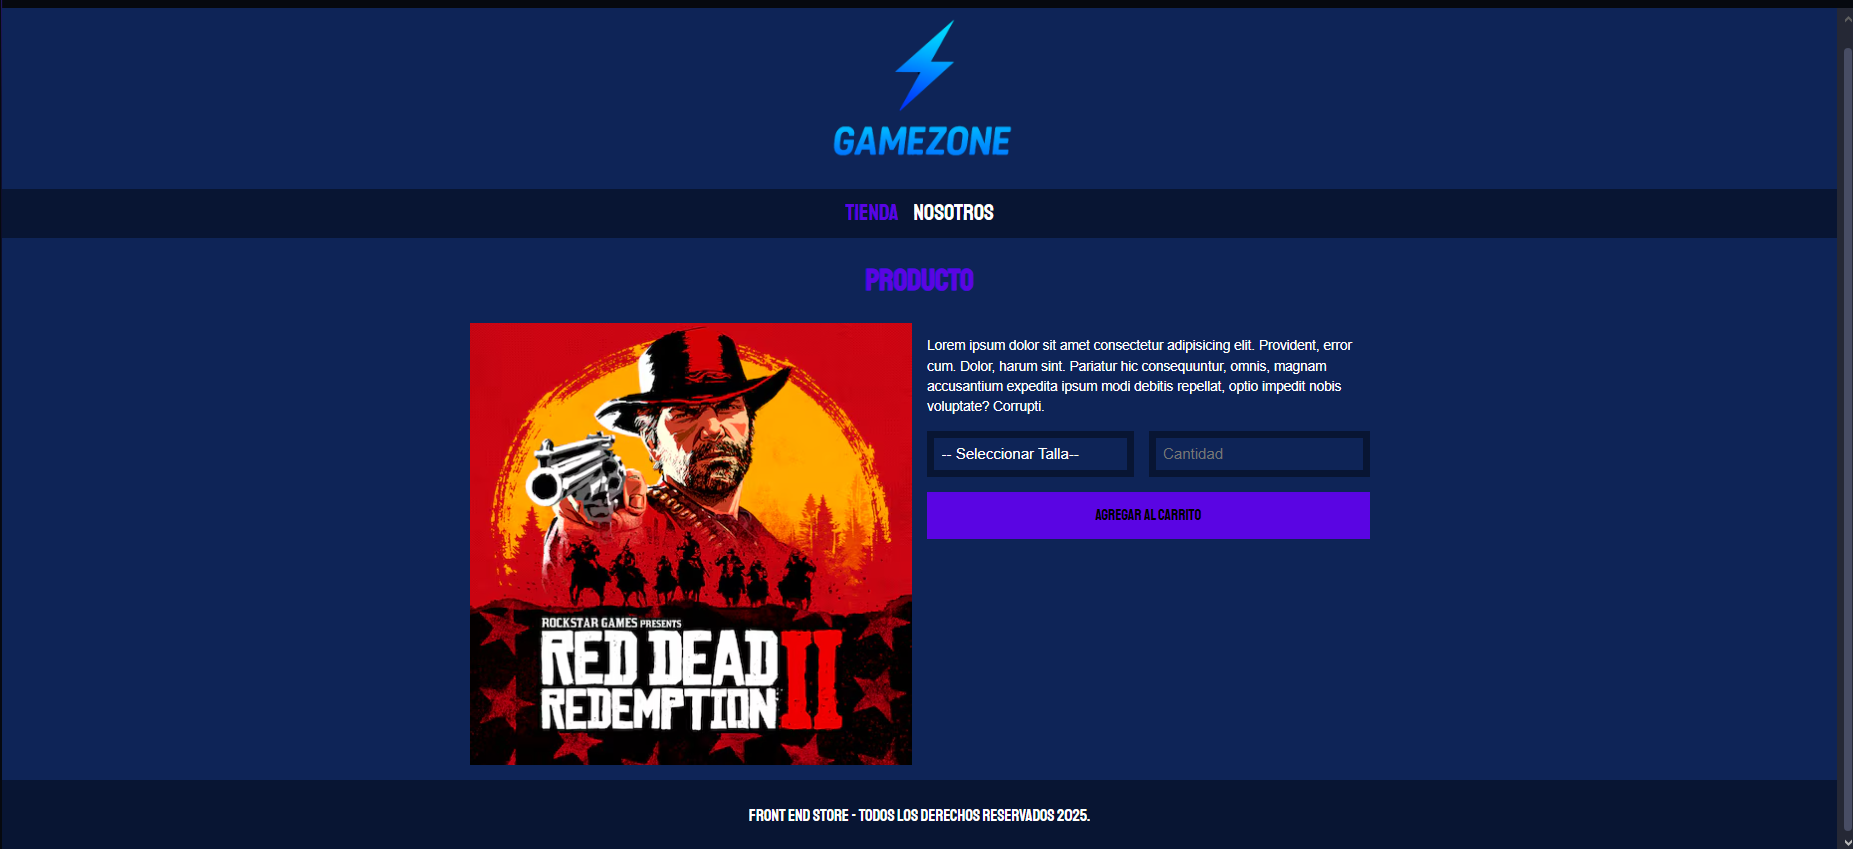 GAMEZONE
TIENDA NOSOTROS
PRODUCTO
Lorem ipsum dolor sit amet consectetur adipisicing elit. Provident, error
cum. Dolor, harum sint. Pariatur hic consequuntur, omnis, magnam
accusantium expedita ipsum modi debitis repellat, optio impedit nobis
voluptate? Corrupti.
-- Seleccionar Talla--
Cantidad
AGREGAR AL CARRITO
ROCKSTAR GAMES PRESENTS
RED DEAD
REDEMPTION II
FRONT END STORE - TODOS LOS DERECHOS RESERVADOS 2025.